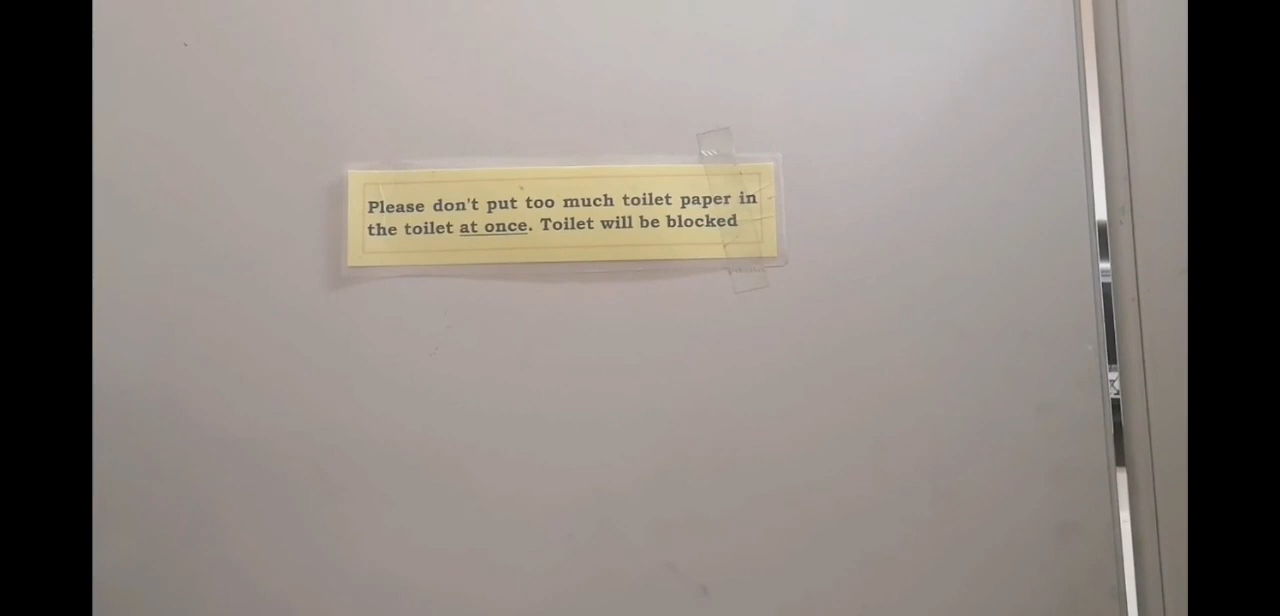 Please don't put too much toilet paper in
the toilet at once. Toilet will be blocked